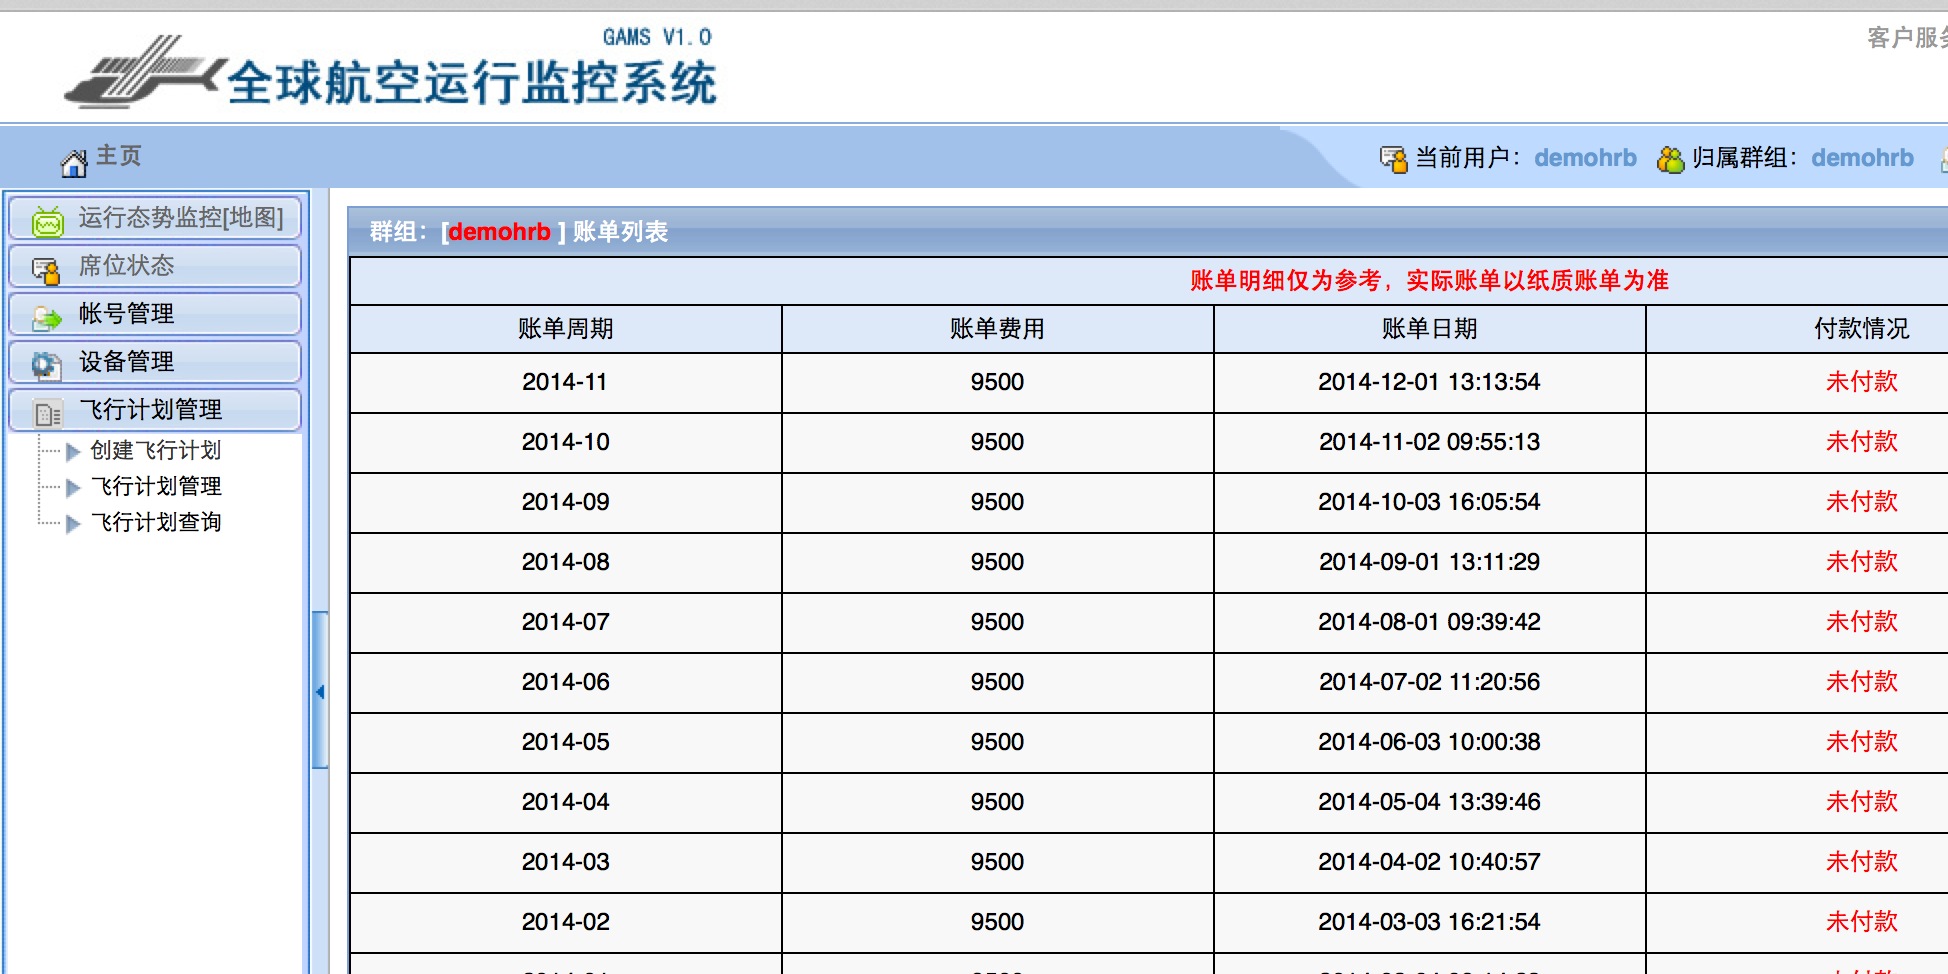 GAMS V1.0
全球航空运行监控系统
客户服
主页
当前用户： demohrb 归属群组： demohrb
运行态势监控[地图]
席位状态
帐号管理
设备管理
飞行计划管理
创建飞行计划
飞行计划管理
飞行计划查询
群组：[demohrb ] 账单列表
账单明细仅为参考，实际账单以纸质账单为准
账单周期 账单费用 账单日期 付款情况
2014-11 9500 2014-12-01 13:13:54 未付款
2014-10 9500 2014-11-02 09:55:13 未付款
2014-09 9500 2014-10-03 16:05:54 未付款
2014-08 9500 2014-09-01 13:11:29 未付款
2014-07 9500 2014-08-01 09:39:42 未付款
2014-06 9500 2014-07-02 11:20:56 未付款
2014-05 9500 2014-06-03 10:00:38 未付款
2014-04 9500 2014-05-04 13:39:46 未付款
2014-03 9500 2014-04-02 10:40:57 未付款
2014-02 9500 2014-03-03 16:21:54 未付款